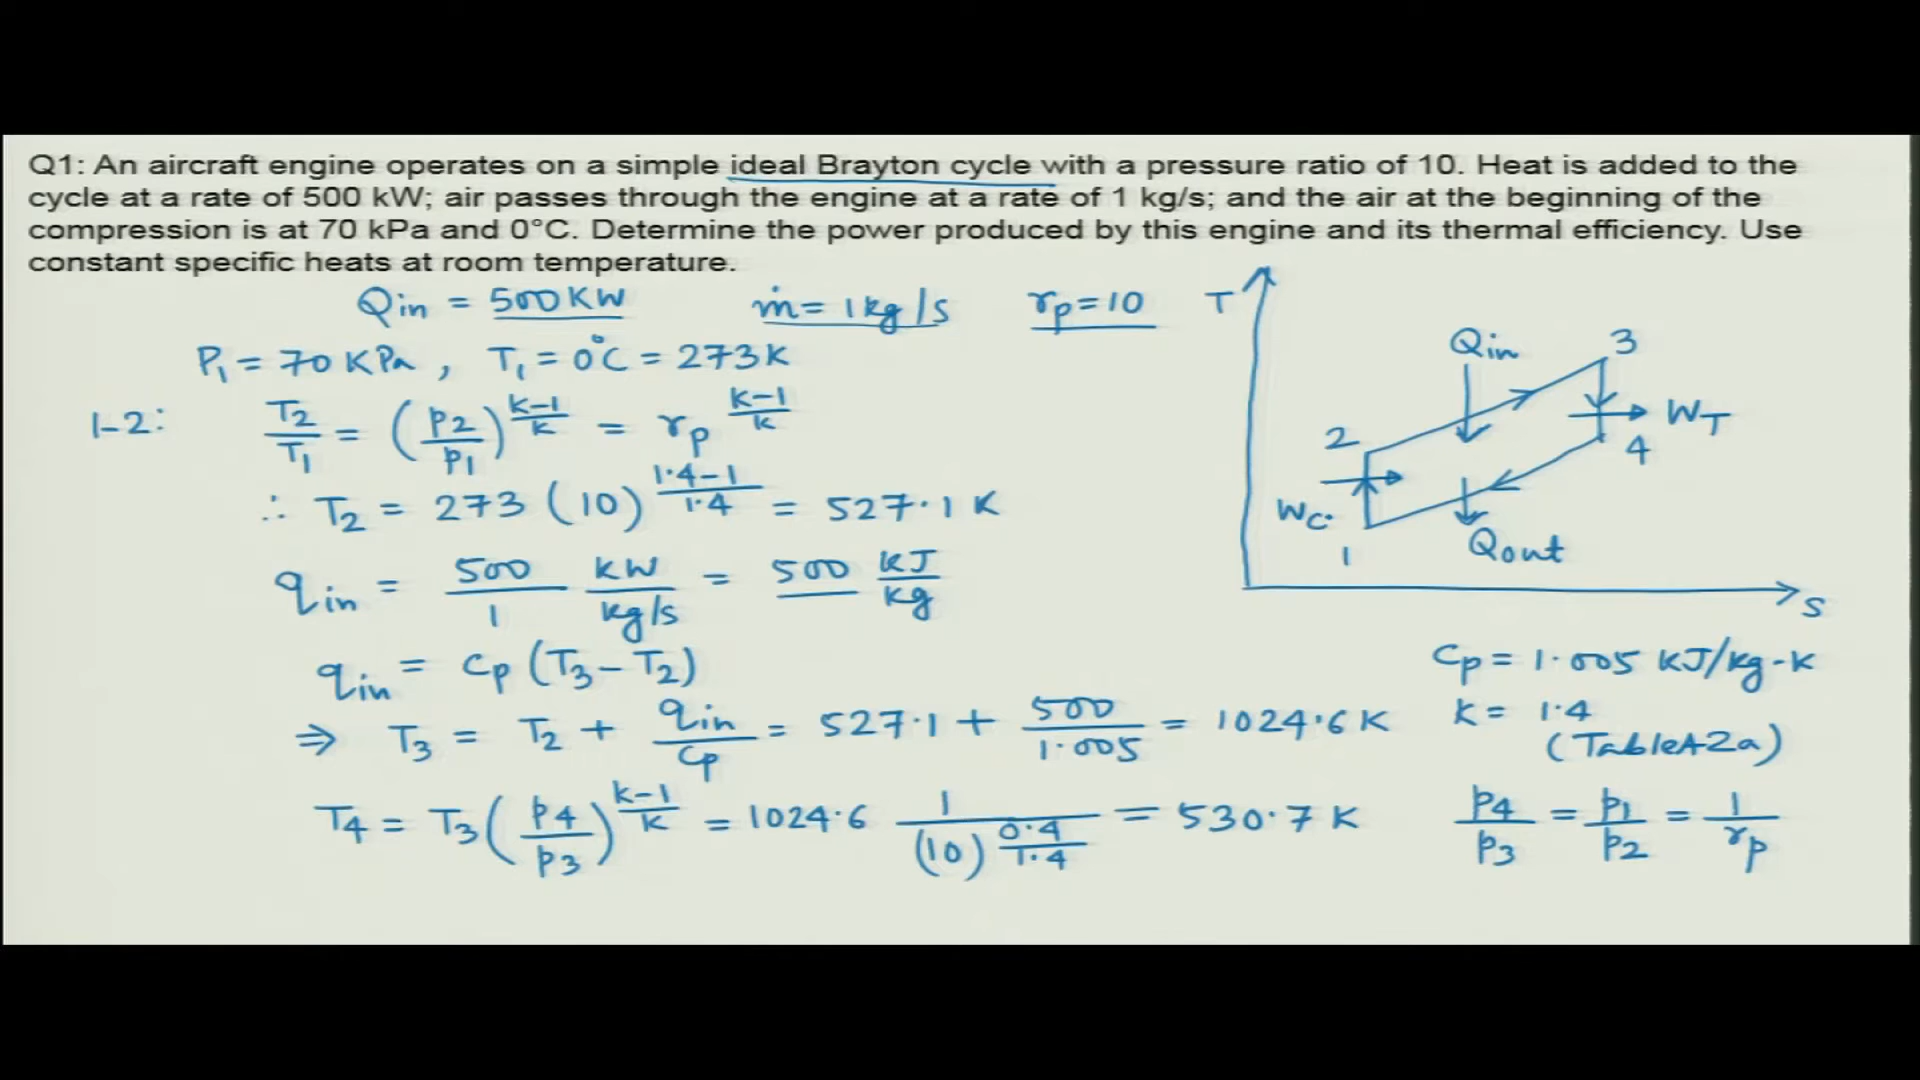 Q1: An aircraft engine operates on a simple ideal Brayton cycle with a pressure ratio of 10. Heat is added to the
cycle at a rate of 500 kW; air passes through the engine at a rate of 1 kg/s; and the air at the beginning of the
compression is at 70 kPa and 0°C. Determine the power produced by this engine and its thermal efficiency. Use
constant specific heats at room temperature.
Qin = 500 KW    ṁ = 1 kg/s    rp = 10
P1 = 70 KPa, T1 = 0°C = 273 K
1-2: T2/T1 = (P2/P1)^((k-1)/k) = rp^((k-1)/k)
∴ T2 = 273 (10)^((1.4-1)/1.4) = 527.1 K
qin = 500/1 kW/(kg/s) = 500 kJ/kg
qin = Cp (T3 - T2)
⇒ T3 = T2 + qin/Cp = 527.1 + 500/1.005 = 1024.6 K
T4 = T3 (P4/P3)^((k-1)/k) = 1024.6 1/(10)^(0.4/1.4) = 530.7 K
T
Qin
3
WT
2
4
Wc.
1
Qout
s
Cp = 1.005 KJ/kg-K
K = 1.4
(Table A2a)
P4/P3 = P1/P2 = 1/rp